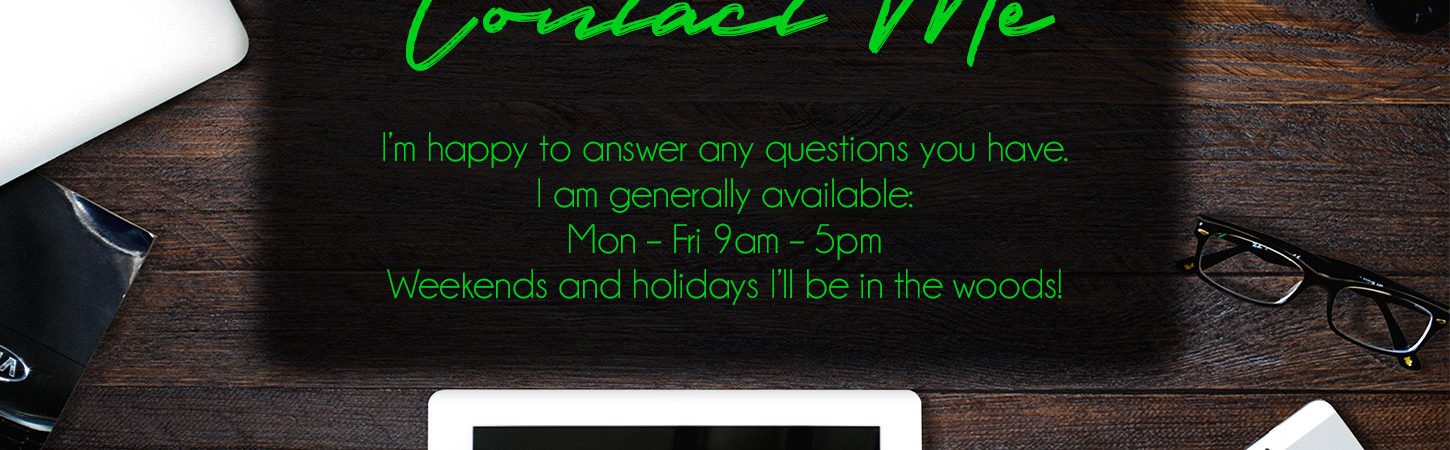 Contact Me
I'm happy to answer any questions you have.
I am generally available:
Mon – Fri 9am – 5pm
Weekends and holidays I'll be in the woods!